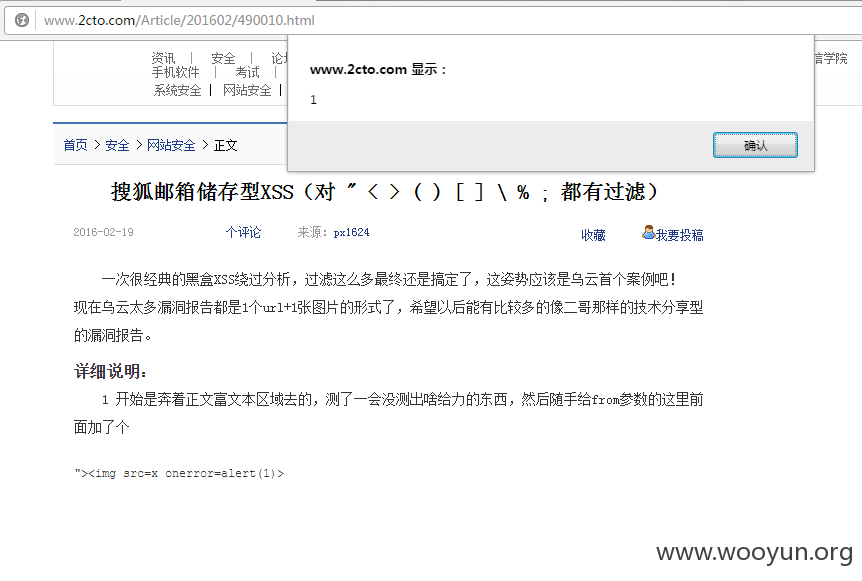 www.2cto.com/Article/201602/490010.html
资讯 | 安全 | 论
手机软件 | 考试 |
系统安全 | 网站安全 |
信学院
www.2cto.com 显示：
1
确认
首页 > 安全 > 网站安全 > 正文
搜狐邮箱储存型XSS（对 " < > ( ) [ ] \ % ; 都有过滤）
2016-02-19 个评论 来源：px1624 收藏 我要投稿
一次很经典的黑盒XSS绕过分析，过滤这么多最终还是搞定了，这姿势应该是乌云首个案例吧！
现在乌云太多漏洞报告都是1个url+1张图片的形式了，希望以后能有比较多的像二哥那样的技术分享型
的漏洞报告。
详细说明：
1 开始是奔着正文富文本区域去的，测了一会没测出啥给力的东西，然后随手给from参数的这里前
面加了个
"><img src=x onerror=alert(1)>
www.wooyun.org